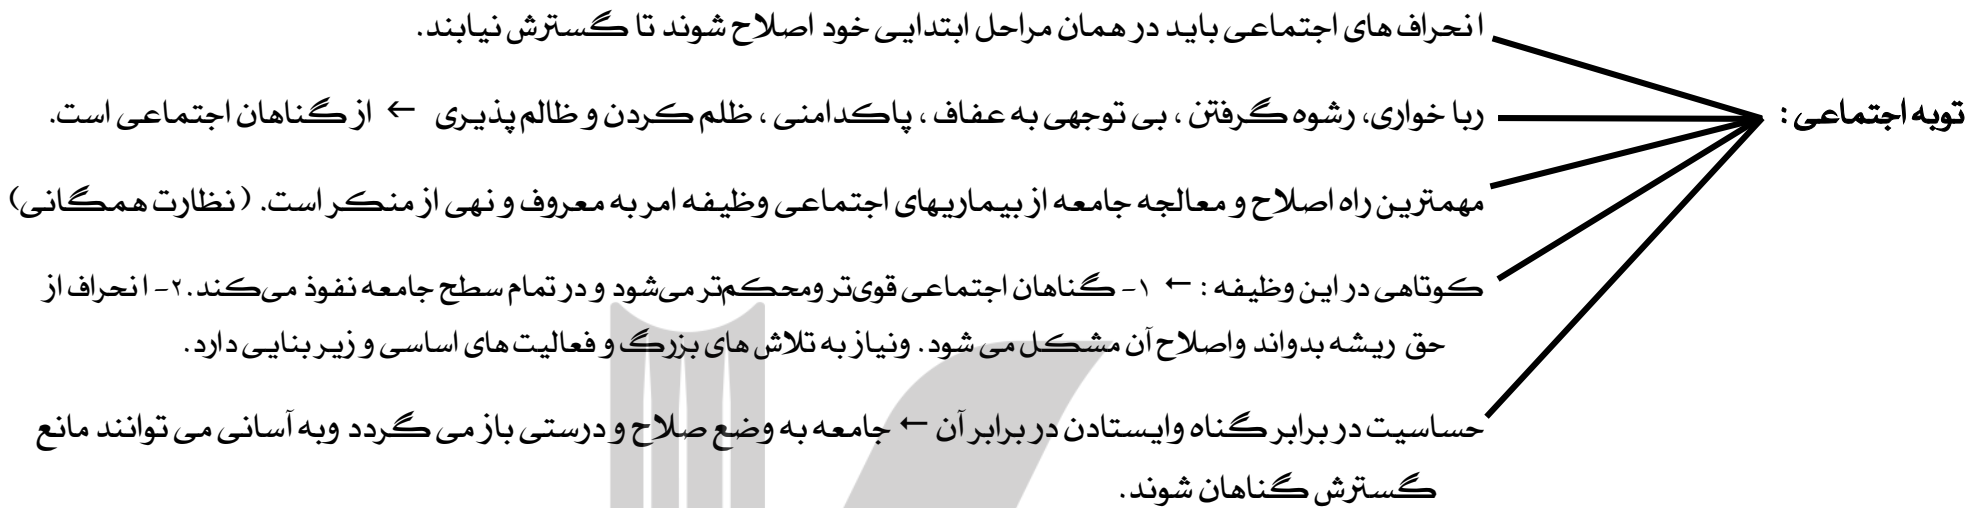 توبه اجتماعی :
انحراف های اجتماعی باید در همان مراحل ابتدایی خود اصلاح شوند تا گسترش نیابند.
ربا خواری، رشوه گرفتن ، بی توجهی به عفاف ، پاکدامنی ، ظلم کردن و ظالم پذیری ← از گناهان اجتماعی است.
مهمترین راه اصلاح و معالجه جامعه از بیماریهای اجتماعی وظیفه امر به معروف و نهی از منکر است. (نظارت همگانی)
کوتاهی در این وظیفه : ← ۱- گناهان اجتماعی قوی‌تر ومحکم‌تر می‌شود و در تمام سطح جامعه نفوذ می‌کند. ۲- انحراف از
حق ریشه بدواند واصلاح آن مشکل می شود. ونیاز به تلاش های بزرگ و فعالیت های اساسی و زیر بنایی دارد.
حساسیت در برابر گناه وایستادن در برابر آن ← جامعه به وضع صلاح و درستی باز می گردد وبه آسانی می توانند مانع
گسترش گناهان شوند.